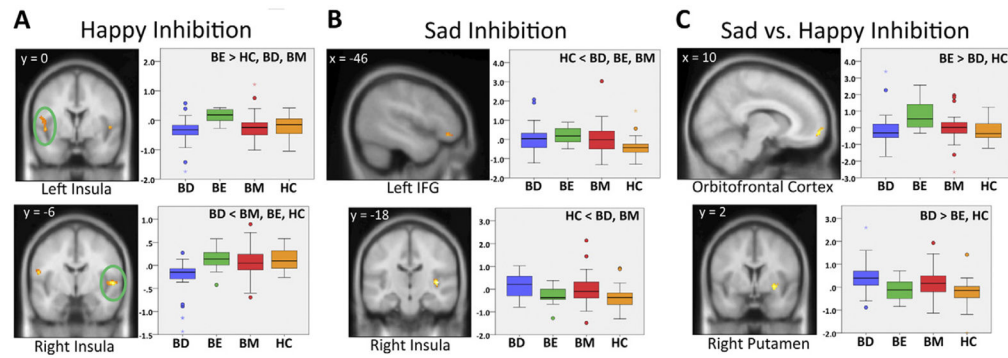 A Happy Inhibition
y = 0
BE > HC, BD, BM
2.0
1.0
.0
-1.0
-2.0
BD BE BM HC
Left Insula
y = -6
BD < BM, BE, HC
1.0
.5
.0
-.5
-1.0
-1.5
BD BE BM HC
Right Insula
B Sad Inhibition
x = -46
HC < BD, BE, BM
4.0
3.0
2.0
1.0
.0
-1.0
-2.0
BD BE BM HC
Left IFG
y = -18
HC < BD, BM
3.0
2.0
1.0
.0
-1.0
-2.0
BD BE BM HC
Right Insula
C Sad vs. Happy Inhibition
x = 10
BE > BD, HC
4.0
3.0
2.0
1.0
.0
-1.0
-2.0
-3.0
BD BE BM HC
Orbitofrontal Cortex
y = 2
BD > BE, HC
3.0
2.0
1.0
.0
-1.0
-2.0
BD BE BM HC
Right Putamen